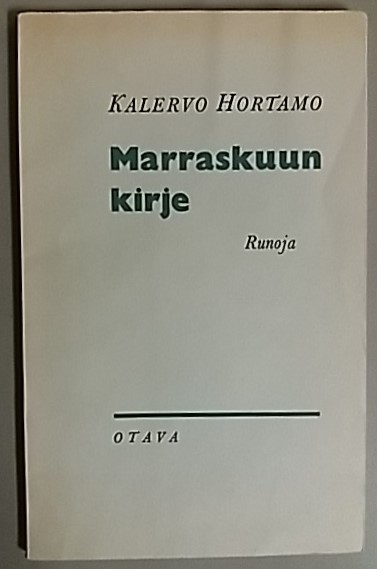 KALERVO HORTAMO
Marraskuun
kirje
Runoja
OTAVA